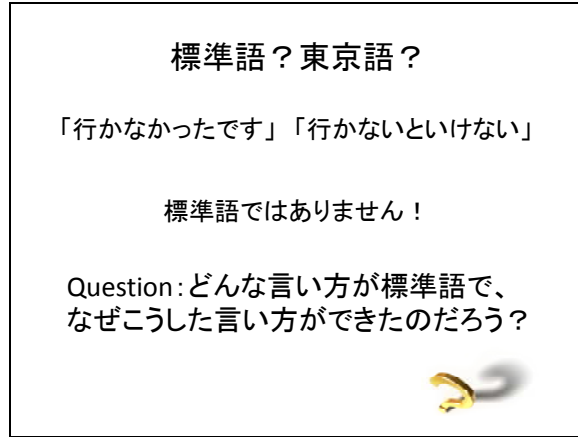 標準語？東京語？
「行かなかったです」「行かないといけない」
標準語ではありません！
Question：どんな言い方が標準語で、
なぜこうした言い方ができたのだろう？